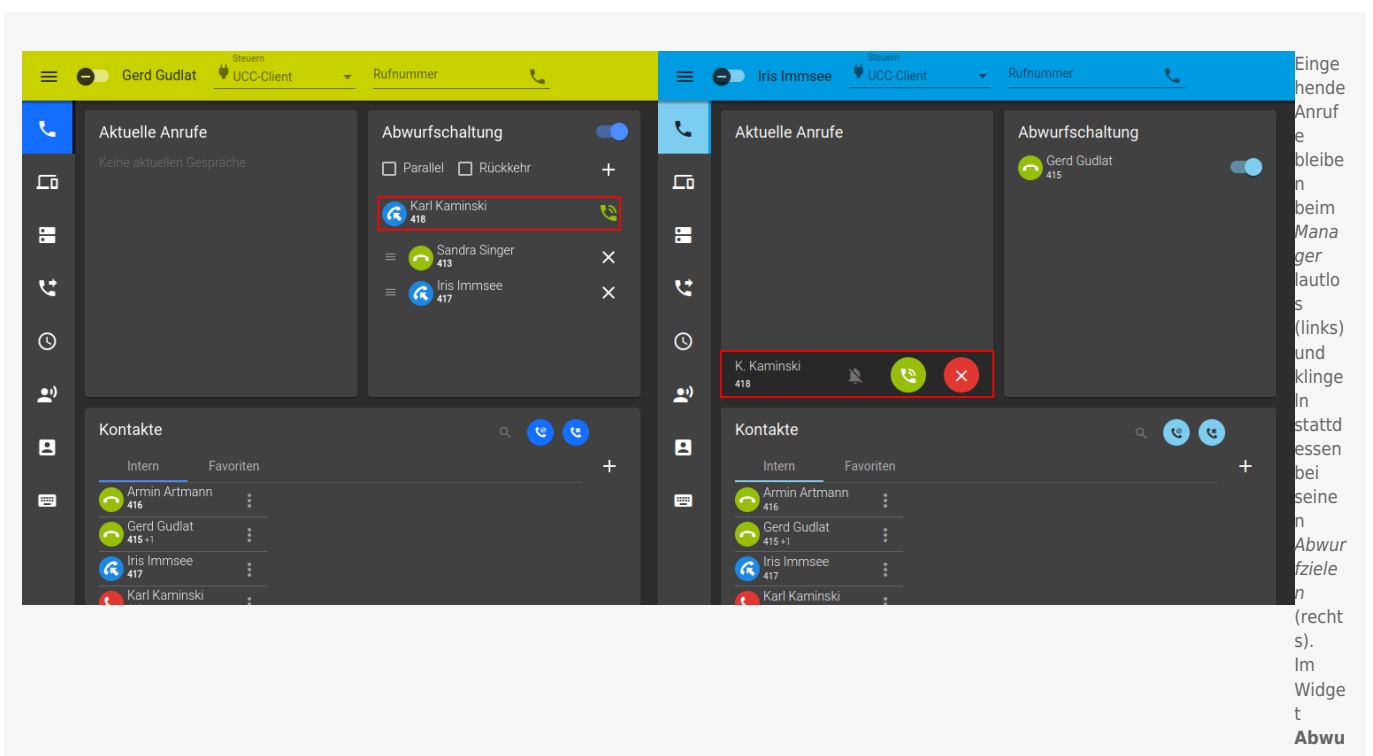 Gerd Gudlat
Steuern
UCC-Client
Rufnummer
Aktuelle Anrufe
Keine aktuellen Gespräche
Abwurfschaltung
Parallel
Rückkehr
Karl Kaminski
418
Sandra Singer
413
Iris Immsee
417
Kontakte
Intern
Favoriten
Armin Artmann
416
Gerd Gudlat
415 +1
Iris Immsee
417
Karl Kaminski
Iris Immsee
Steuern
UCC-Client
Rufnummer
Aktuelle Anrufe
K. Kaminski
418
Abwurfschaltung
Gerd Gudlat
415
Kontakte
Intern
Favoriten
Armin Artmann
416
Gerd Gudlat
415 +1
Iris Immsee
417
Karl Kaminski
Einge
hende
Anruf
e
bleibe
n
beim
Mana
ger
lautlo
s
(links)
und
klinge
ln
stattd
essen
bei
seine
n
Abwur
fziele
n
(recht
s).
Im
Widge
t
Abwu